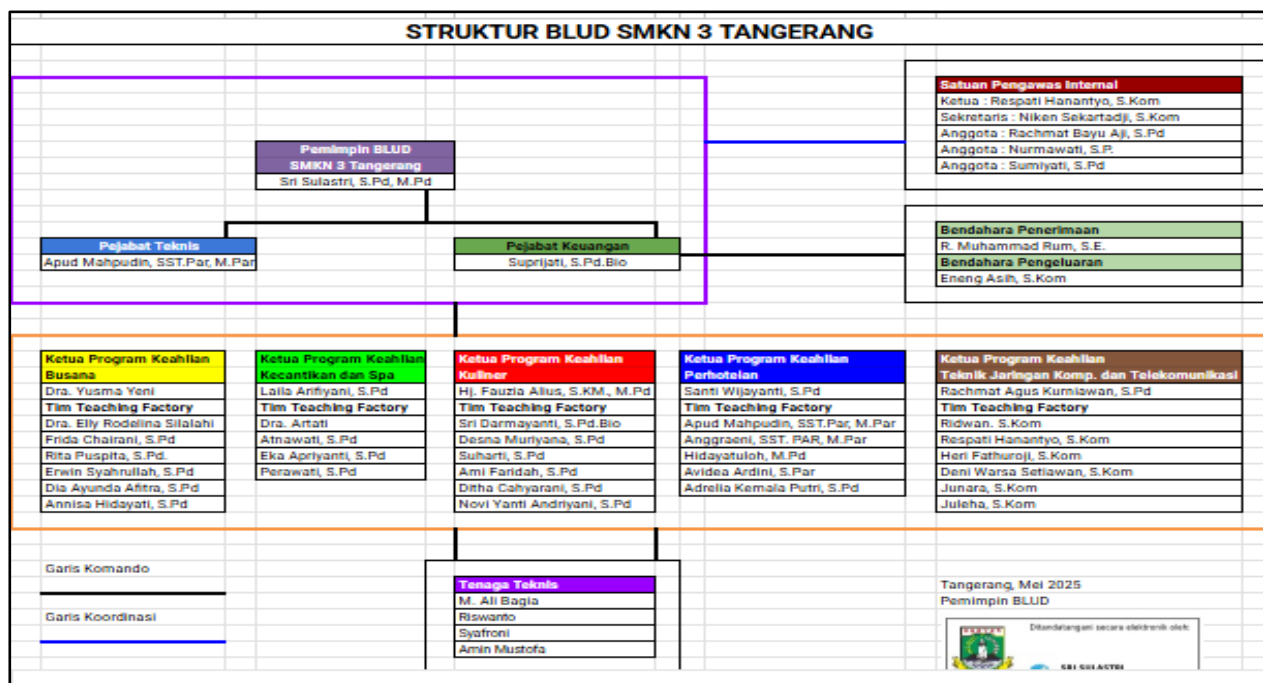 STRUKTUR BLUD SMKN 3 TANGERANG
Satuan Pengawas Internal
Ketua : Respati Hanantyo, S.Kom
Sekretaris : Niken Sekartadji, S.Kom
Anggota : Rachmat Bayu Aji, S.Pd
Anggota : Nurmawati, S.P.
Anggota : Sumiyati, S.Pd
Pemimpin BLUD
SMKN 3 Tangerang
Sri Sulastri, S.Pd, M.Pd
Pejabat Teknis
Apud Mahpudin, SST.Par, M.Par
Pejabat Keuangan
Suprijati, S.Pd.Bio
Bendahara Penerimaan
R. Muhammad Rum, S.E.
Bendahara Pengeluaran
Eneng Asih, S.Kom
Ketua Program Keahlian
Busana
Dra. Yusma Yeni
Tim Teaching Factory
Dra. Elly Rodelina Silalahi
Frida Chairani, S.Pd
Rita Puspita, S.Pd.
Erwin Syahrullah, S.Pd
Dia Ayunda Afitra, S.Pd
Annisa Hidayati, S.Pd
Ketua Program Keahlian
Kecantikan dan Spa
Laila Arifiyani, S.Pd
Tim Teaching Factory
Dra. Artati
Atnawati, S.Pd
Eka Apriyanti, S.Pd
Perawati, S.Pd
Ketua Program Keahlian
Kuliner
Hj. Fauzia Alius, S.KM., M.Pd
Tim Teaching Factory
Sri Darmayanti, S.Pd.Bio
Desna Muriyana, S.Pd
Suharti, S.Pd
Ami Faridah, S.Pd
Ditha Cahyarani, S.Pd
Novi Yanti Andriyani, S.Pd
Ketua Program Keahlian
Perhotelan
Santi Wijayanti, S.Pd
Tim Teaching Factory
Apud Mahpudin, SST.Par, M.Par
Anggraeni, SST. PAR, M.Par
Hidayatuloh, M.Pd
Avidea Ardini, S.Par
Adrelia Kemala Putri, S.Pd
Ketua Program Keahlian
Teknik Jaringan Komp. dan Telekomunikasi
Rachmat Agus Kurniawan, S.Pd
Tim Teaching Factory
Ridwan. S.Kom
Respati Hanantyo, S.Kom
Heri Fathuroji, S.Kom
Deni Warsa Setiawan, S.Kom
Junara, S.Kom
Juleha, S.Kom
Garis Komando
Garis Koordinasi
Tenaga Teknis
M. Ali Bagia
Riswanto
Syafroni
Amin Mustofa
Tangerang, Mei 2025
Pemimpin BLUD
Ditandatangani secara elektronik oleh:
SRI SULASTRI